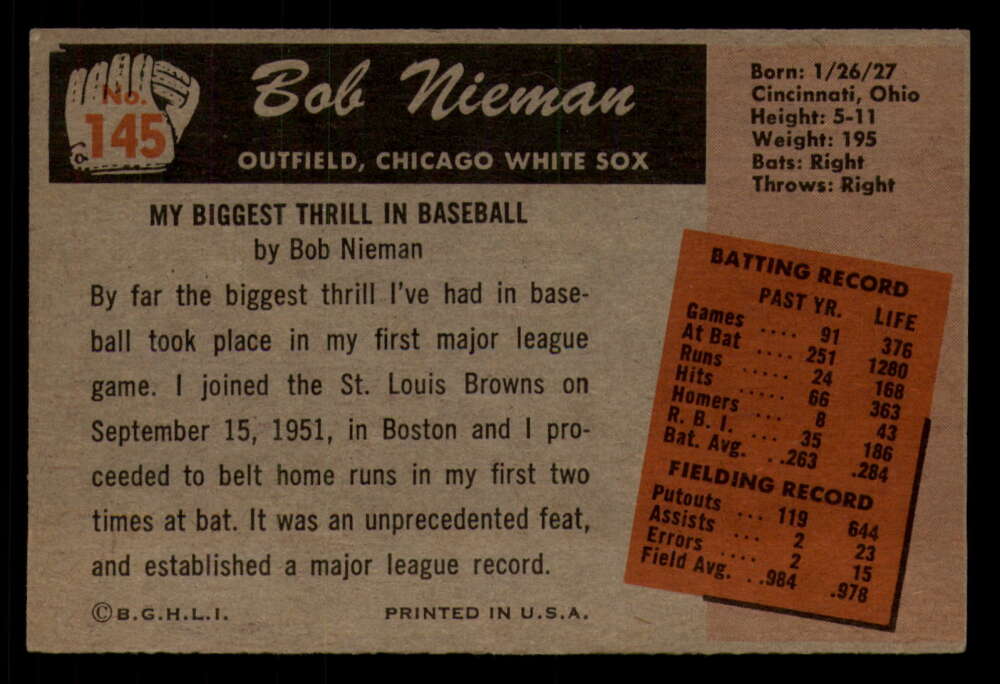 No.
145
Bob Nieman
OUTFIELD, CHICAGO WHITE SOX
Born: 1/26/27
Cincinnati, Ohio
Height: 5-11
Weight: 195
Bats: Right
Throws: Right
MY BIGGEST THRILL IN BASEBALL
by Bob Nieman
By far the biggest thrill I've had in base-
ball took place in my first major league
game. I joined the St. Louis Browns on
September 15, 1951, in Boston and I pro-
ceeded to belt home runs in my first two
times at bat. It was an unprecedented feat,
and established a major league record.
BATTING RECORD
PAST YR. LIFE
Games .... 91 376
At Bat .... 251 1280
Runs ..... 24 168
Hits ..... 66 363
Homers ... 8 43
R. B. I. ... 35 186
Bat. Avg. ..263 .284
FIELDING RECORD
Putouts ... 119 644
Assists ... 2 23
Errors .... 2 15
Field Avg. ..984 .978
©B.G.H.L.I. PRINTED IN U.S.A.